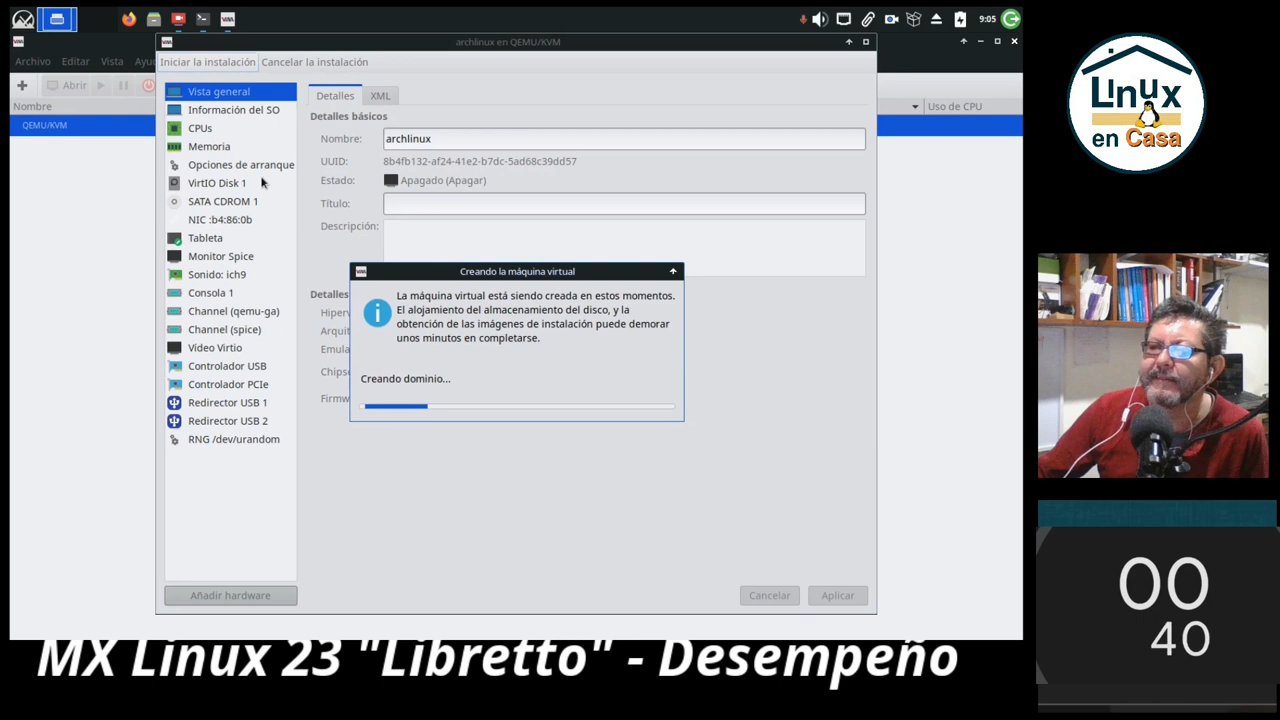 9:05
archlinux en QEMU/KVM
Archivo Editar Vista
Iniciar la instalación Cancelar la instalación
Abrir
Nombre
Uso de CPU
QEMU/KVM
Vista general
Información del SO
CPUs
Memoria
Opciones de arranque
VirtIO Disk 1
SATA CDROM 1
NIC :b4:86:0b
Tableta
Monitor Spice
Sonido: ich9
Consola 1
Channel (qemu-ga)
Channel (spice)
Vídeo Virtio
Controlador USB
Controlador PCIe
Redirector USB 1
Redirector USB 2
RNG /dev/urandom
Añadir hardware
Detalles XML
Detalles básicos
Nombre: archlinux
UUID: 8b4fb132-af24-41e2-b7dc-5ad68c39dd57
Estado: Apagado (Apagar)
Título:
Descripción:
Detalles
Creando la máquina virtual
La máquina virtual está siendo creada en estos momentos.
El alojamiento del almacenamiento del disco, y la
obtención de las imágenes de instalación puede demorar
unos minutos en completarse.
Creando dominio...
Cancelar Aplicar
Linux
en Casa
00
40
MX Linux 23 "Libretto" - Desempeño